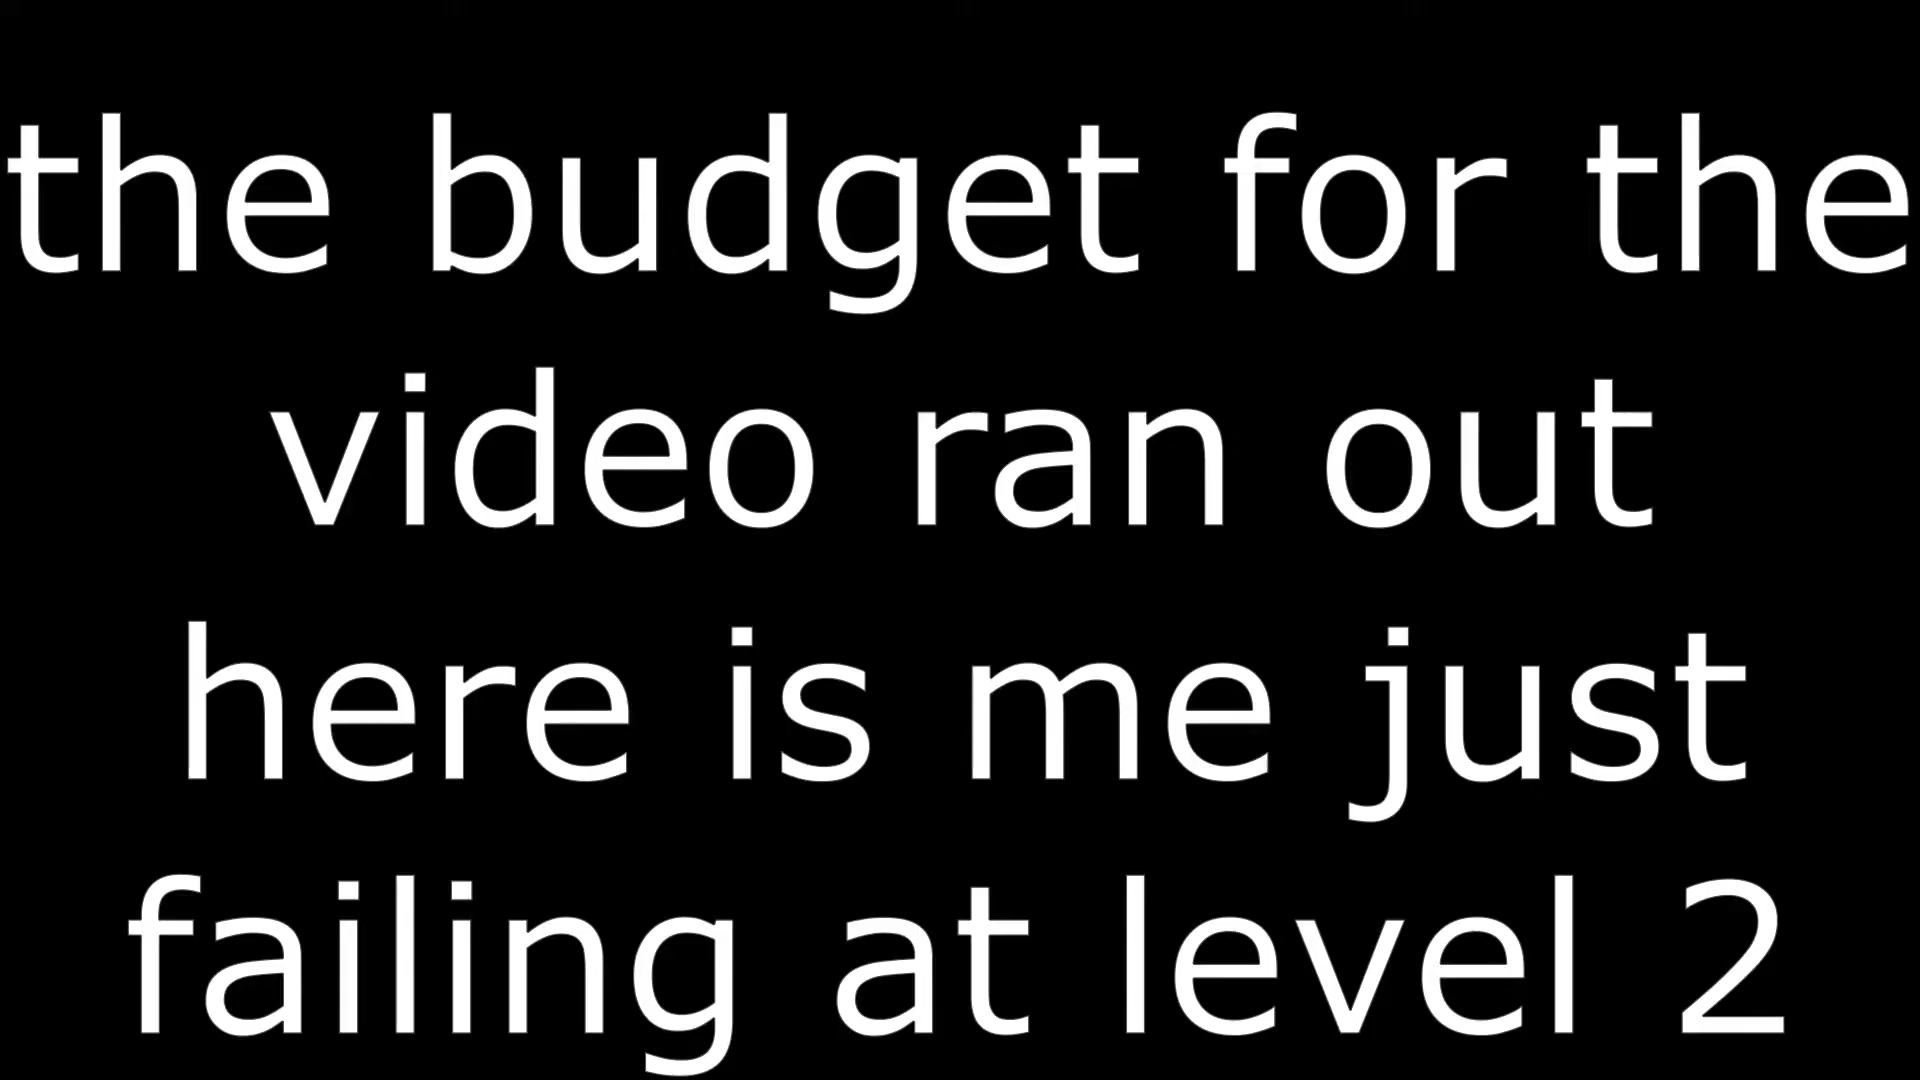 the budget for the
video ran out
here is me just
failing at level 2